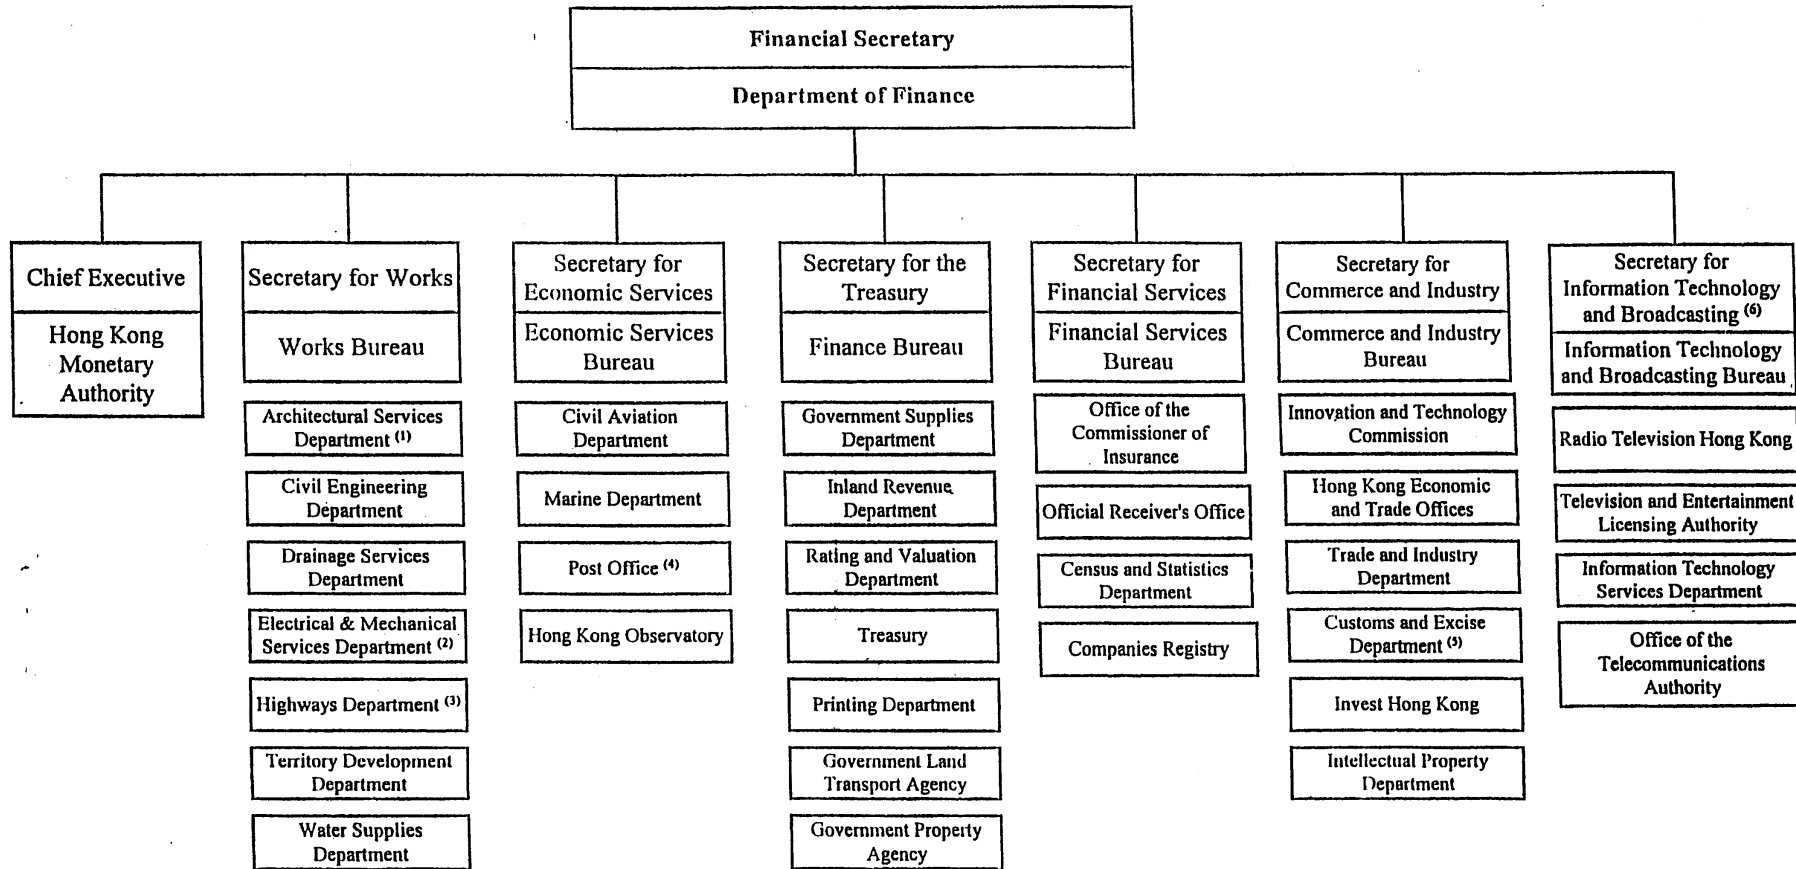 Financial Secretary
Department of Finance
Chief Executive
Hong Kong
Monetary
Authority
Secretary for Works
Works Bureau
Architectural Services
Department (1)
Civil Engineering
Department
Drainage Services
Department
Electrical & Mechanical
Services Department (2)
Highways Department (3)
Territory Development
Department
Water Supplies
Department
Secretary for
Economic Services
Economic Services
Bureau
Civil Aviation
Department
Marine Department
Post Office (4)
Hong Kong Observatory
Secretary for the
Treasury
Finance Bureau
Government Supplies
Department
Inland Revenue
Department
Rating and Valuation
Department
Treasury
Printing Department
Government Land
Transport Agency
Government Property
Agency
Secretary for
Financial Services
Financial Services
Bureau
Office of the
Commissioner of
Insurance
Official Receiver's Office
Census and Statistics
Department
Companies Registry
Secretary for
Commerce and Industry
Commerce and Industry
Bureau
Innovation and Technology
Commission
Hong Kong Economic
and Trade Offices
Trade and Industry
Department
Customs and Excise
Department (5)
Invest Hong Kong
Intellectual Property
Department
Secretary for
Information Technology
and Broadcasting (6)
Information Technology
and Broadcasting Bureau
Radio Television Hong Kong
Television and Entertainment
Licensing Authority
Information Technology
Services Department
Office of the
Telecommunications
Authority